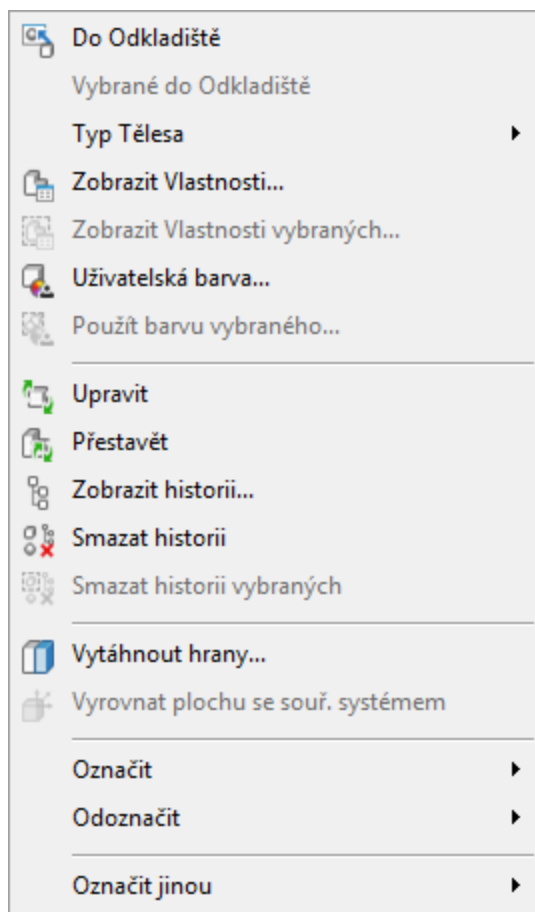 Do Odkladiště
Vybrané do Odkladiště
Typ Tělesa
Zobrazit Vlastnosti...
Zobrazit Vlastnosti vybraných...
Uživatelská barva...
Použít barvu vybraného...
Upravit
Přestavět
Zobrazit historii...
Smazat historii
Smazat historii vybraných
Vytáhnout hrany...
Vyrovnat plochu se souř. systémem
Označit
Odoznačit
Označit jinou